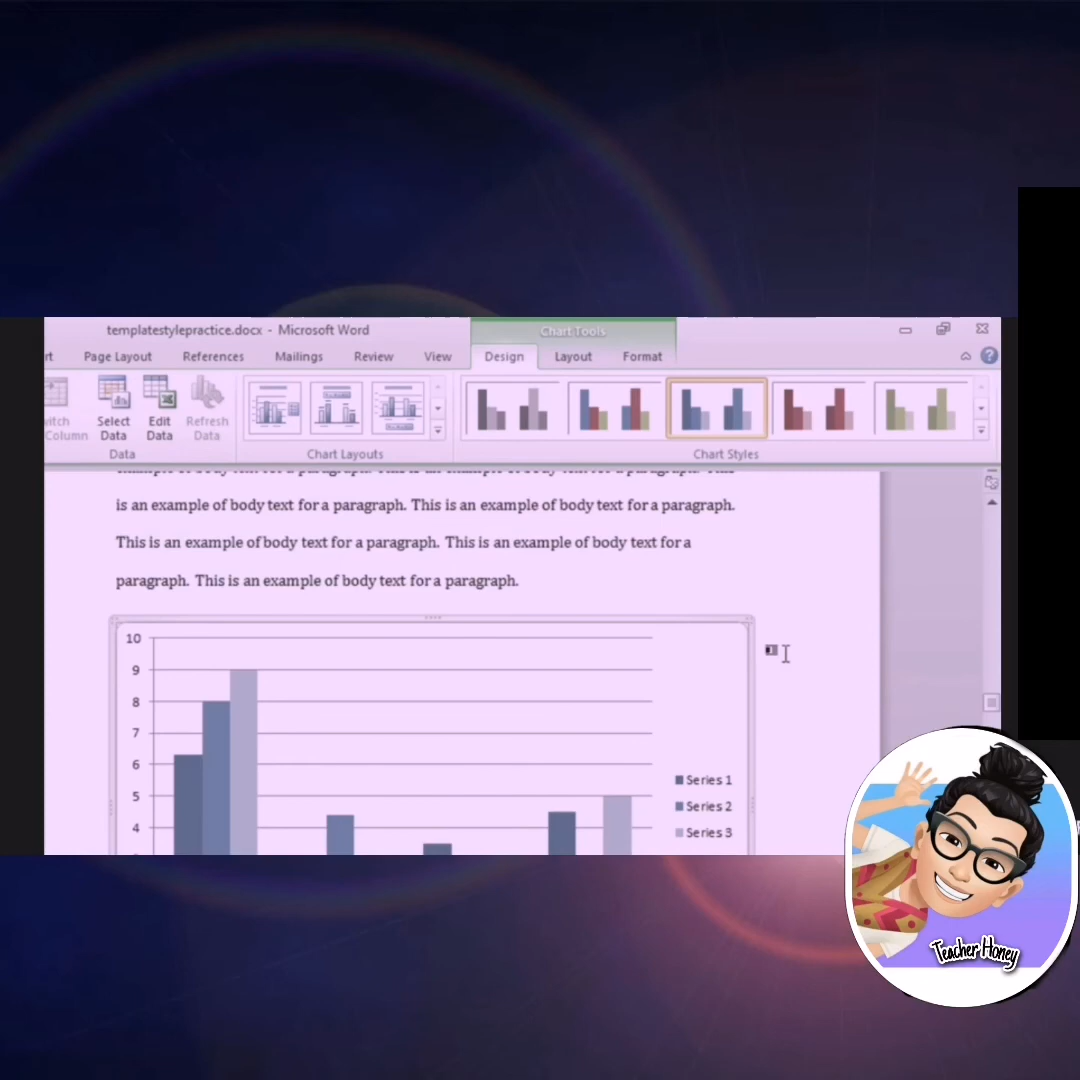 templatestylepractice.docx - Microsoft Word
Chart Tools
rt Page Layout References Mailings Review View Design Layout Format
Select Data
Edit Data
Refresh Data
Column
Data
Chart Layouts
Chart Styles
is an example of body text for a paragraph. This is an example of body text for a paragraph.
This is an example of body text for a paragraph. This is an example of body text for a
paragraph. This is an example of body text for a paragraph.
10
9
8
7
6
5
4
Series 1
Series 2
Series 3
Teacher Honey